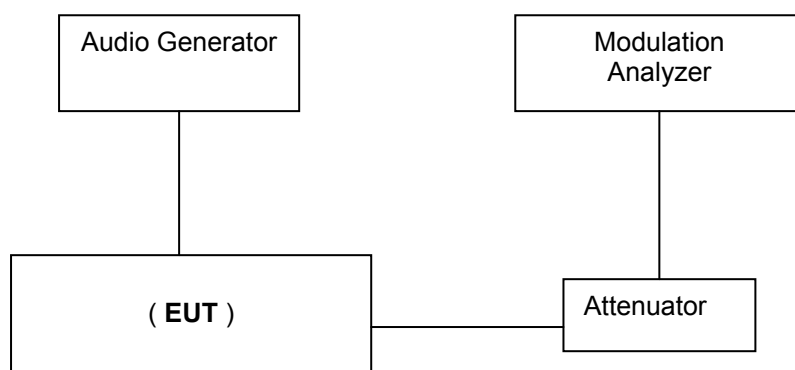 Audio Generator
Modulation
Analyzer
( EUT )
Attenuator